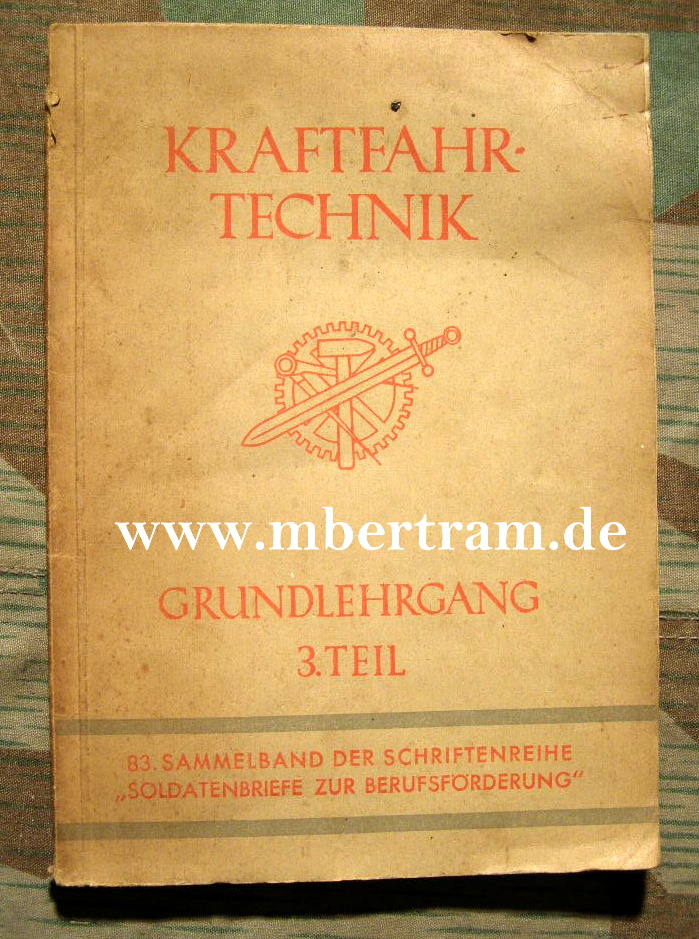 KRAFTFAHR-
TECHNIK
www.mbertram.de
GRUNDLEHRGANG
3. TEIL
83. SAMMELBAND DER SCHRIFTENREIHE
„SOLDATENBRIEFE ZUR BERUFSFÖRDERUNG“